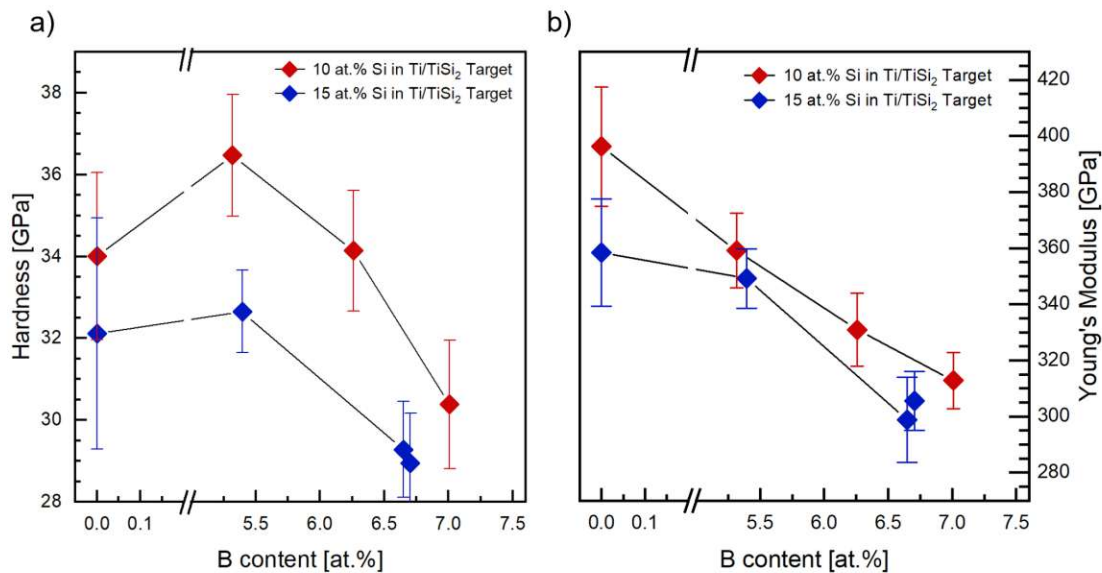 a)
10 at.% Si in Ti/TiSi₂ Target
15 at.% Si in Ti/TiSi₂ Target
Hardness [GPa]
38
36
34
32
30
28
0.0 0.1 5.5 6.0 6.5 7.0 7.5
B content [at.%]
b)
10 at.% Si in Ti/TiSi₂ Target
15 at.% Si in Ti/TiSi₂ Target
420
400
380
360
340
320
300
280
Young's Modulus [GPa]
0.0 0.1 5.5 6.0 6.5 7.0 7.5
B content [at.%]